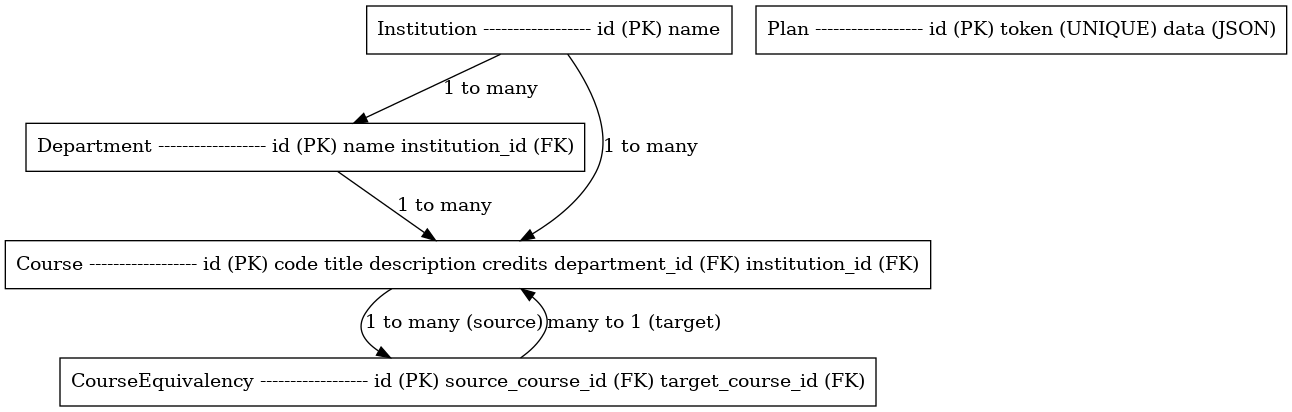 Institution ------------------ id (PK) name
Plan ------------------ id (PK) token (UNIQUE) data (JSON)
1 to many
Department ------------------ id (PK) name institution_id (FK)
1 to many
1 to many
Course ------------------ id (PK) code title description credits department_id (FK) institution_id (FK)
1 to many (source)
many to 1 (target)
CourseEquivalency ------------------ id (PK) source_course_id (FK) target_course_id (FK)